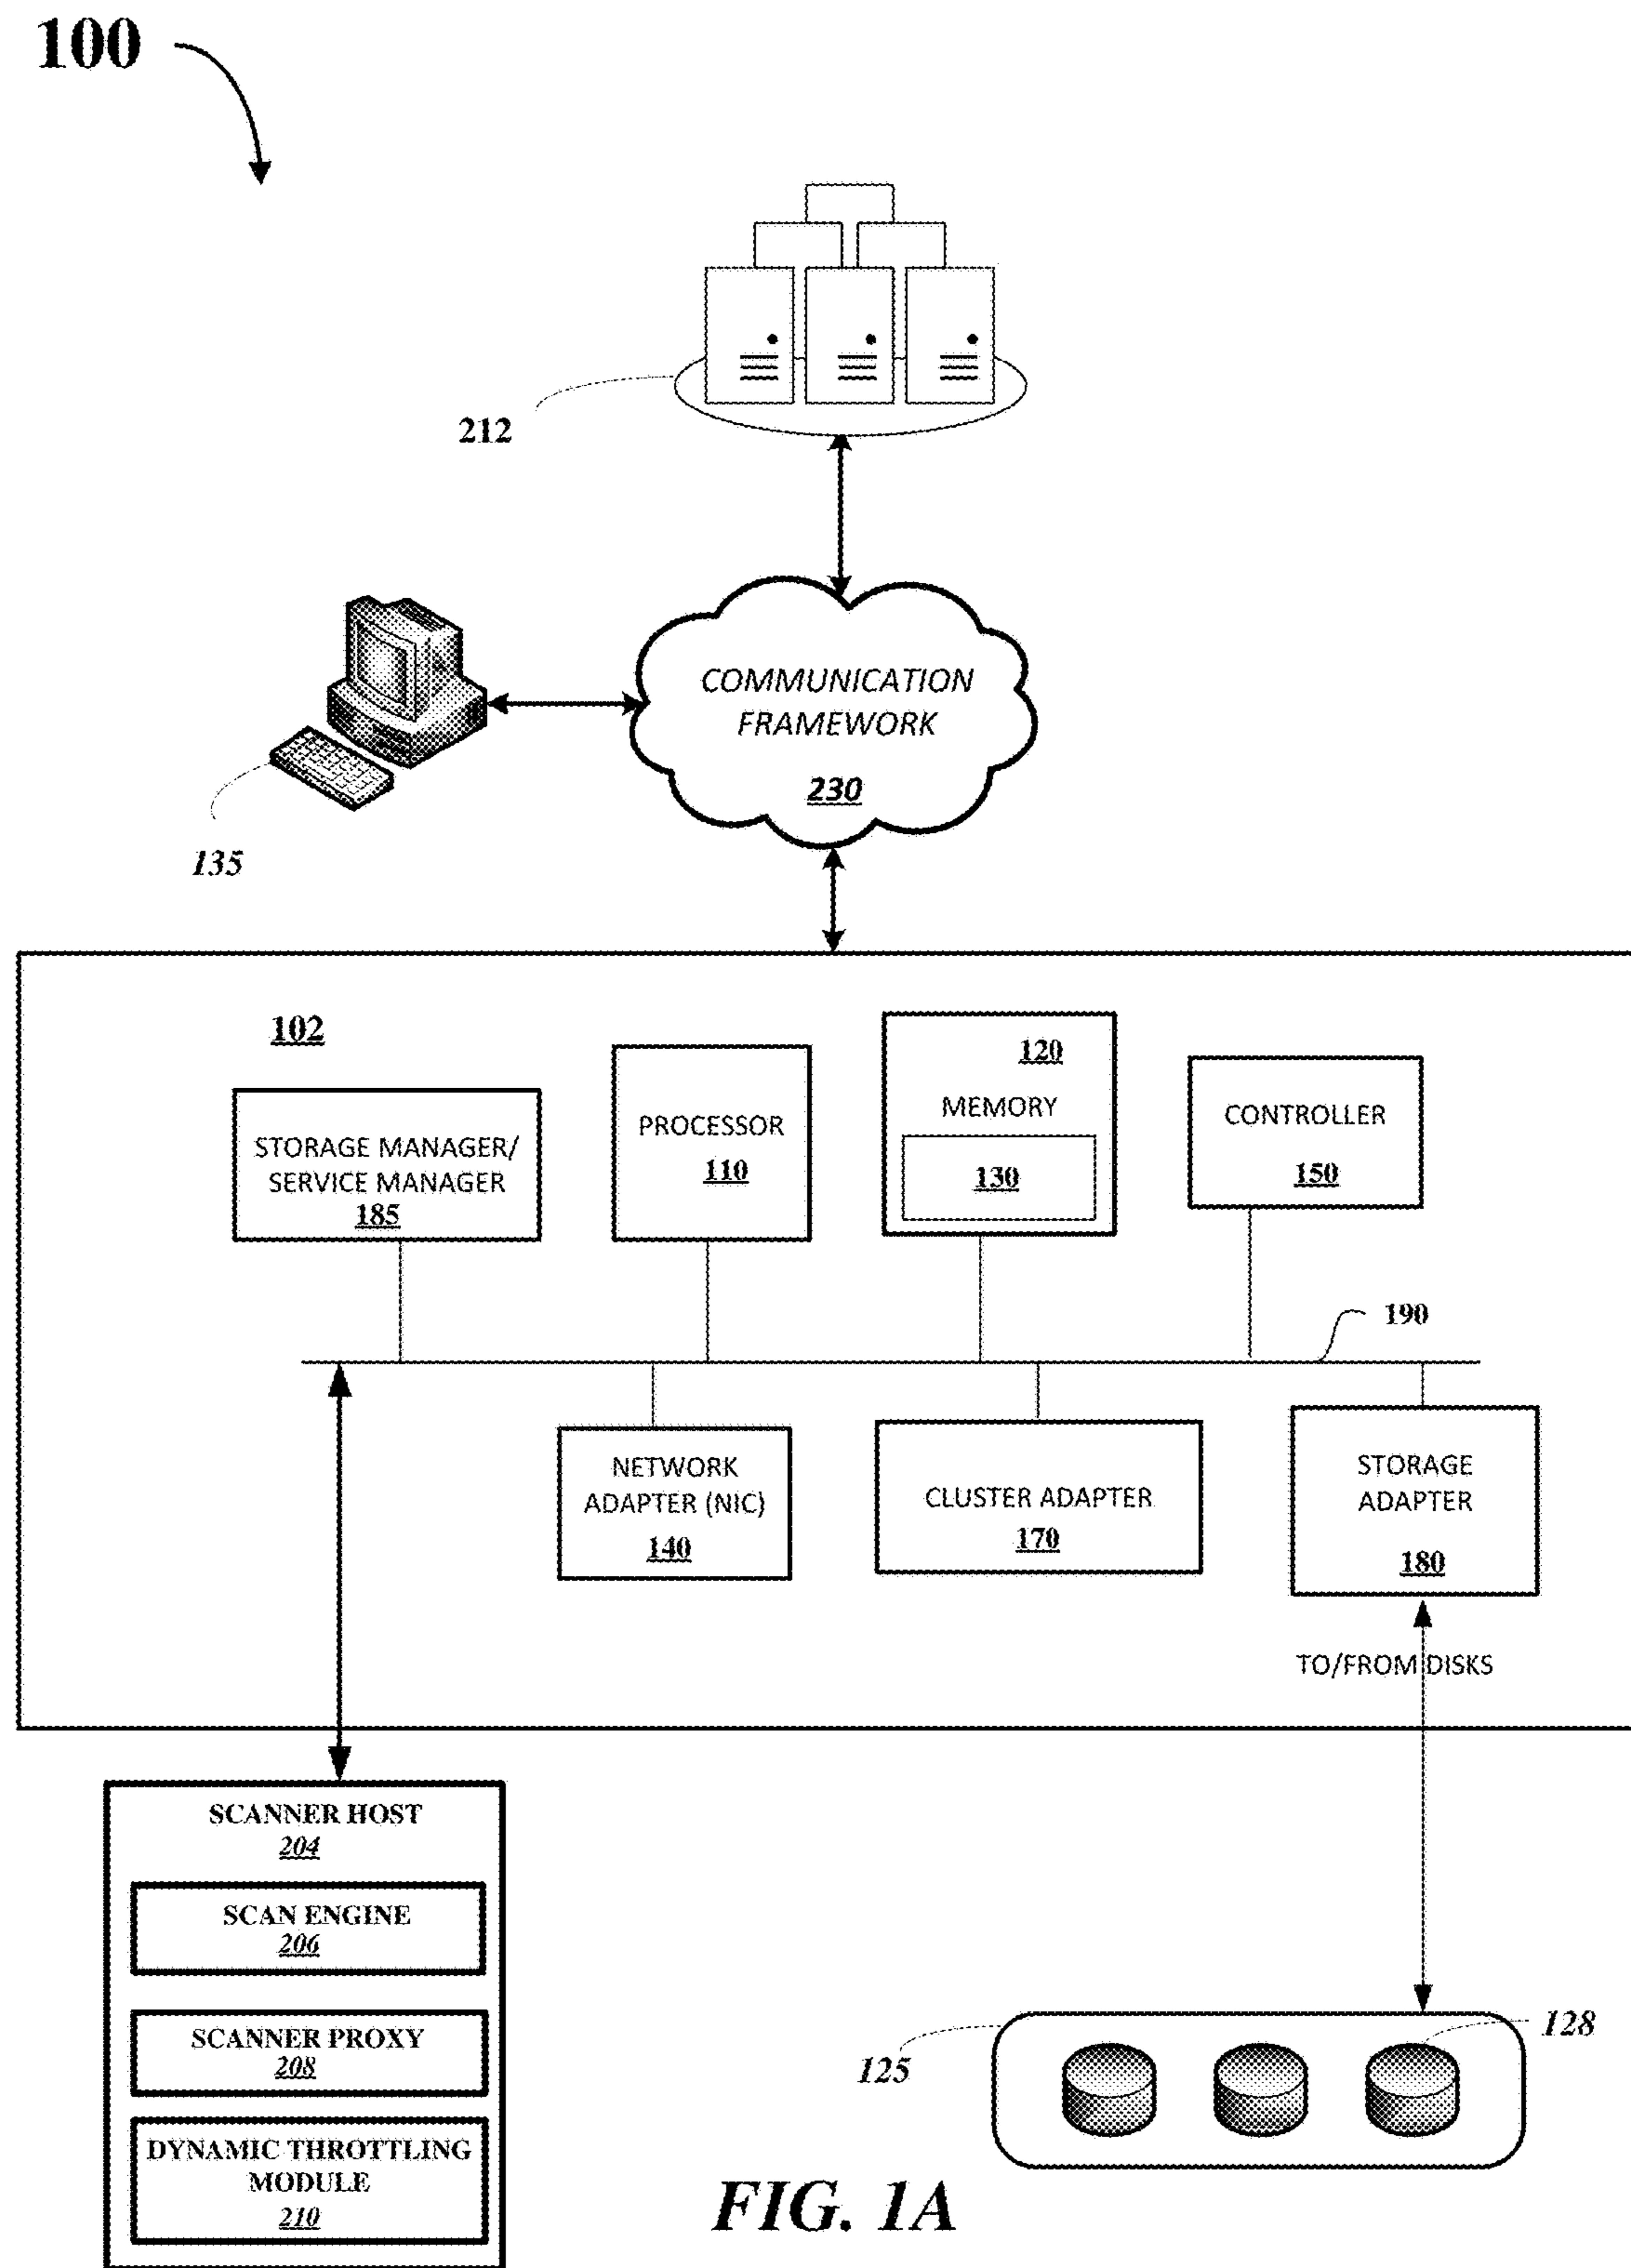 100
212
COMMUNICATION
FRAMEWORK
230
135
102
STORAGE MANAGER/
SERVICE MANAGER
185
PROCESSOR
110
120
MEMORY
130
CONTROLLER
150
190
NETWORK
ADAPTER (NIC)
140
CLUSTER ADAPTER
170
STORAGE
ADAPTER
180
TO/FROM DISKS
SCANNER HOST
204
SCAN ENGINE
206
SCANNER PROXY
208
DYNAMIC THROTTLING
MODULE
210
125
128
FIG. 1A